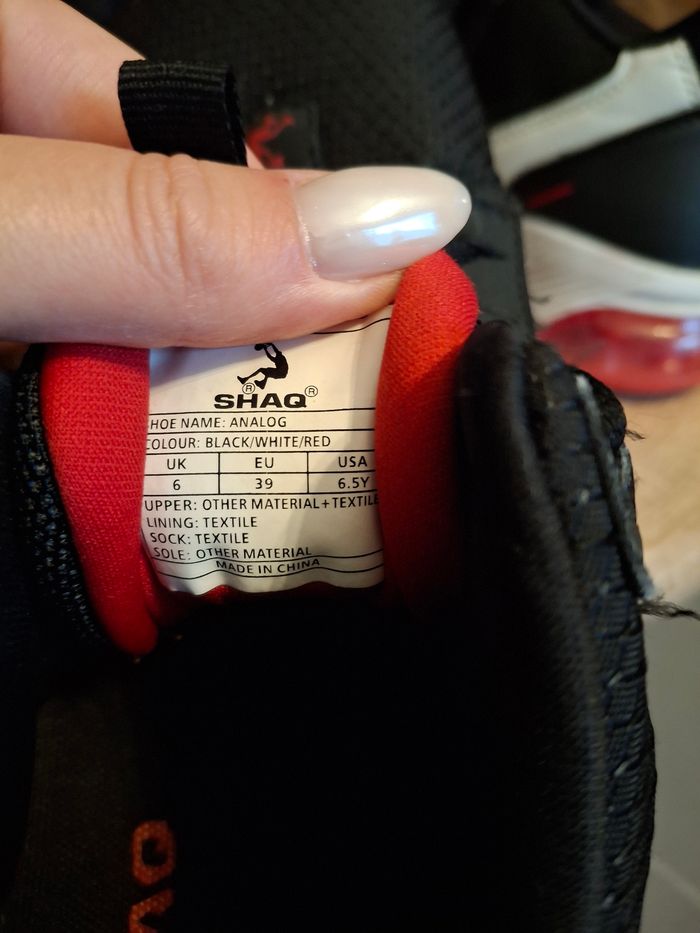 SHAQ®
SHOE NAME: ANALOG
COLOUR: BLACK/WHITE/RED
UK EU USA
6 39 6.5Y
UPPER: OTHER MATERIAL+TEXTILE
LINING: TEXTILE
SOCK: TEXTILE
SOLE: OTHER MATERIAL
MADE IN CHINA